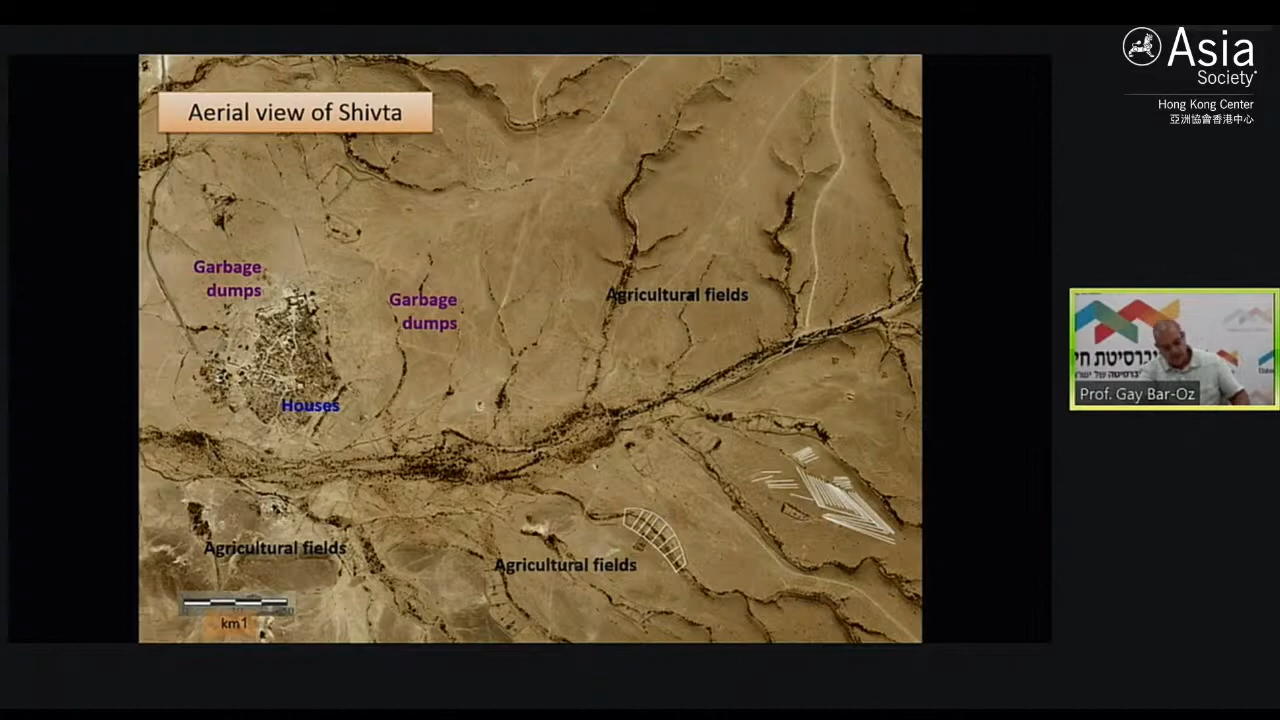 Asia
Society
Hong Kong Center
亞洲協會香港中心
Aerial view of Shivta
Garbage
dumps
Garbage
dumps
Agricultural fields
Houses
Agricultural fields
Agricultural fields
km1
Prof. Gay Bar-Oz